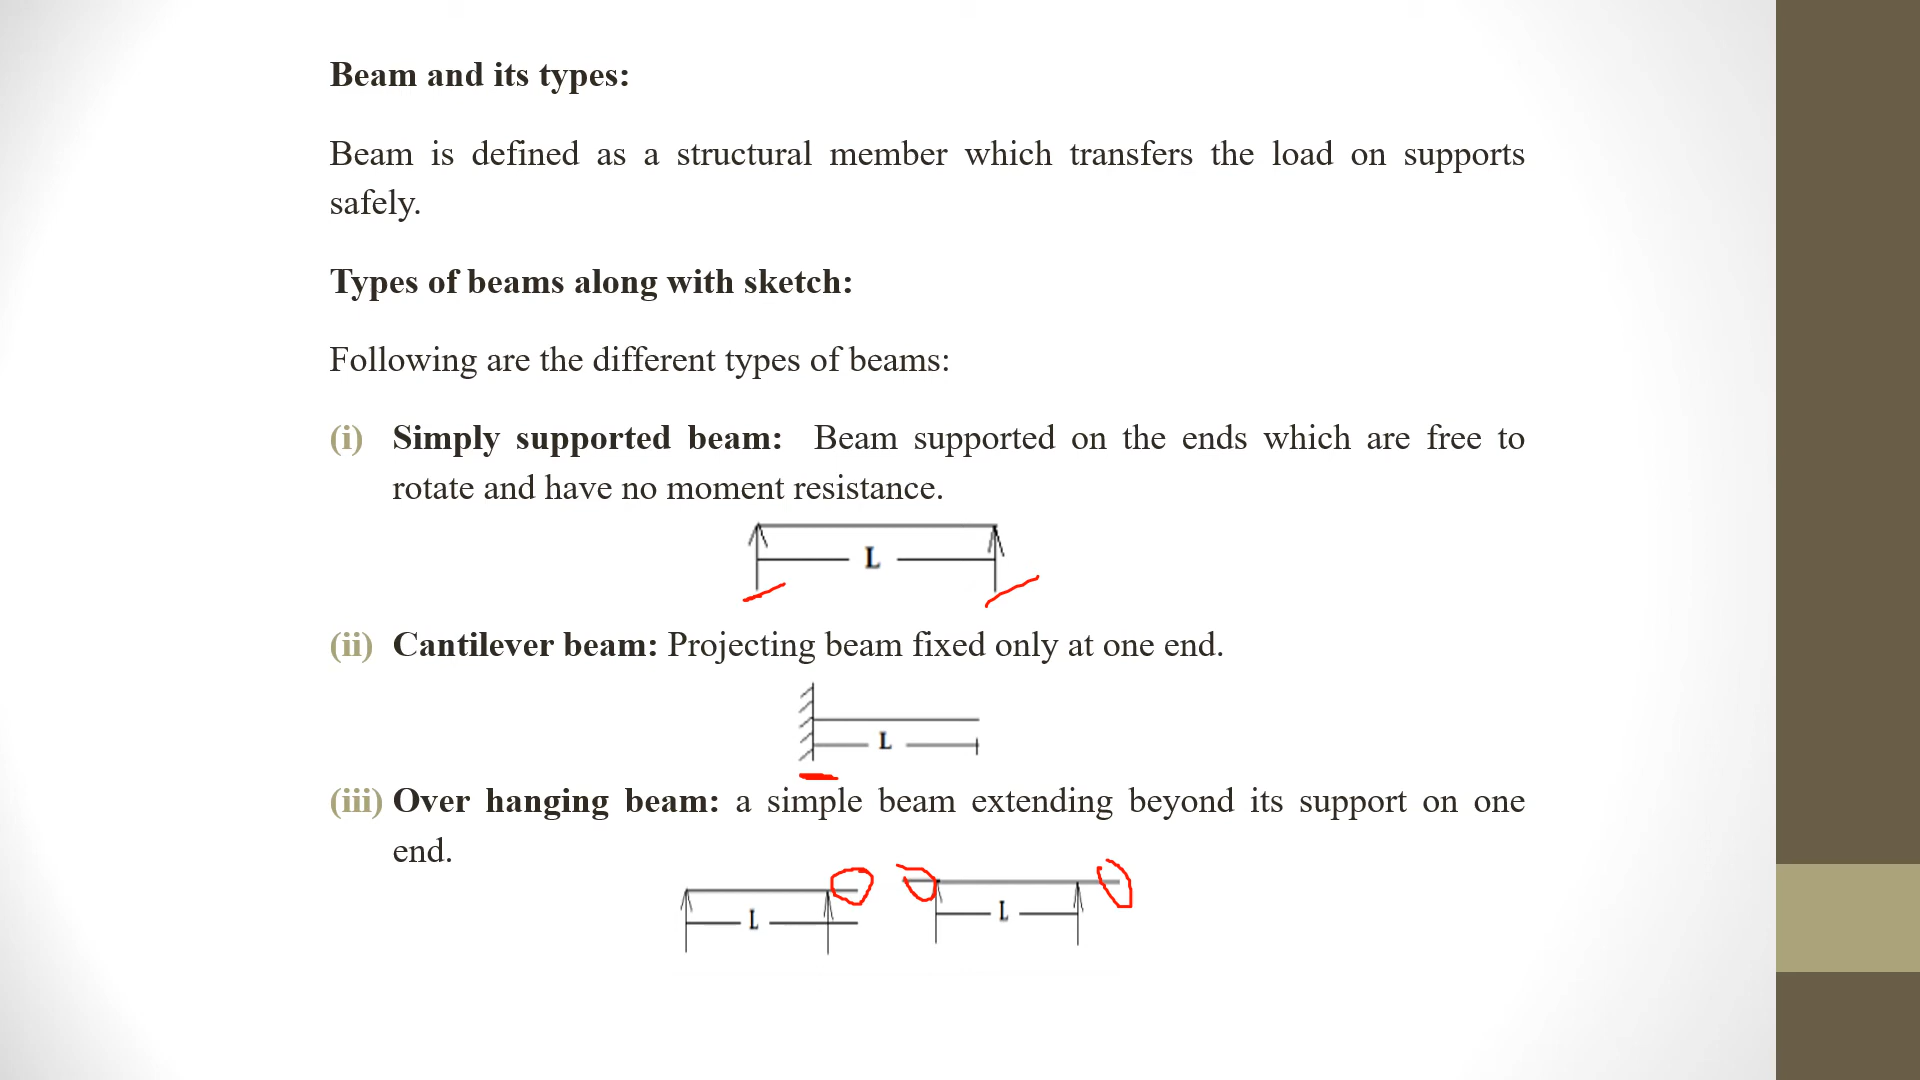 Beam and its types:
Beam is defined as a structural member which transfers the load on supports
safely.
Types of beams along with sketch:
Following are the different types of beams:
(i) Simply supported beam: Beam supported on the ends which are free to
rotate and have no moment resistance.
L
(ii) Cantilever beam: Projecting beam fixed only at one end.
L
(iii) Over hanging beam: a simple beam extending beyond its support on one
end.
L L